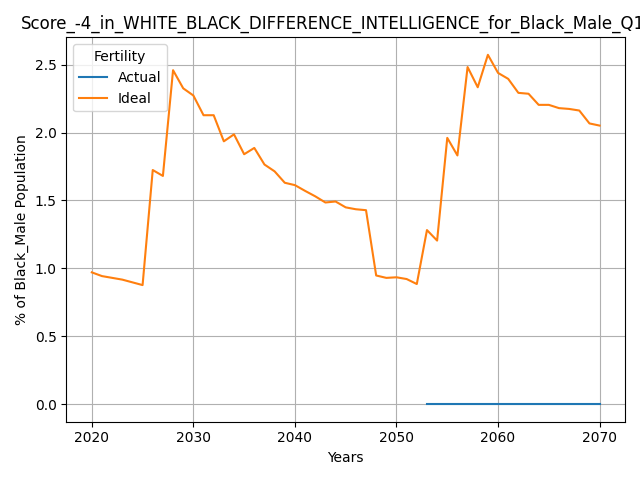 Score_-4_in_WHITE_BLACK_DIFFERENCE_INTELLIGENCE_for_Black_Male_Q1
Fertility
Actual
Ideal
% of Black_Male Population
2.5
2.0
1.5
1.0
0.5
0.0
2020 2030 2040 2050 2060 2070
Years